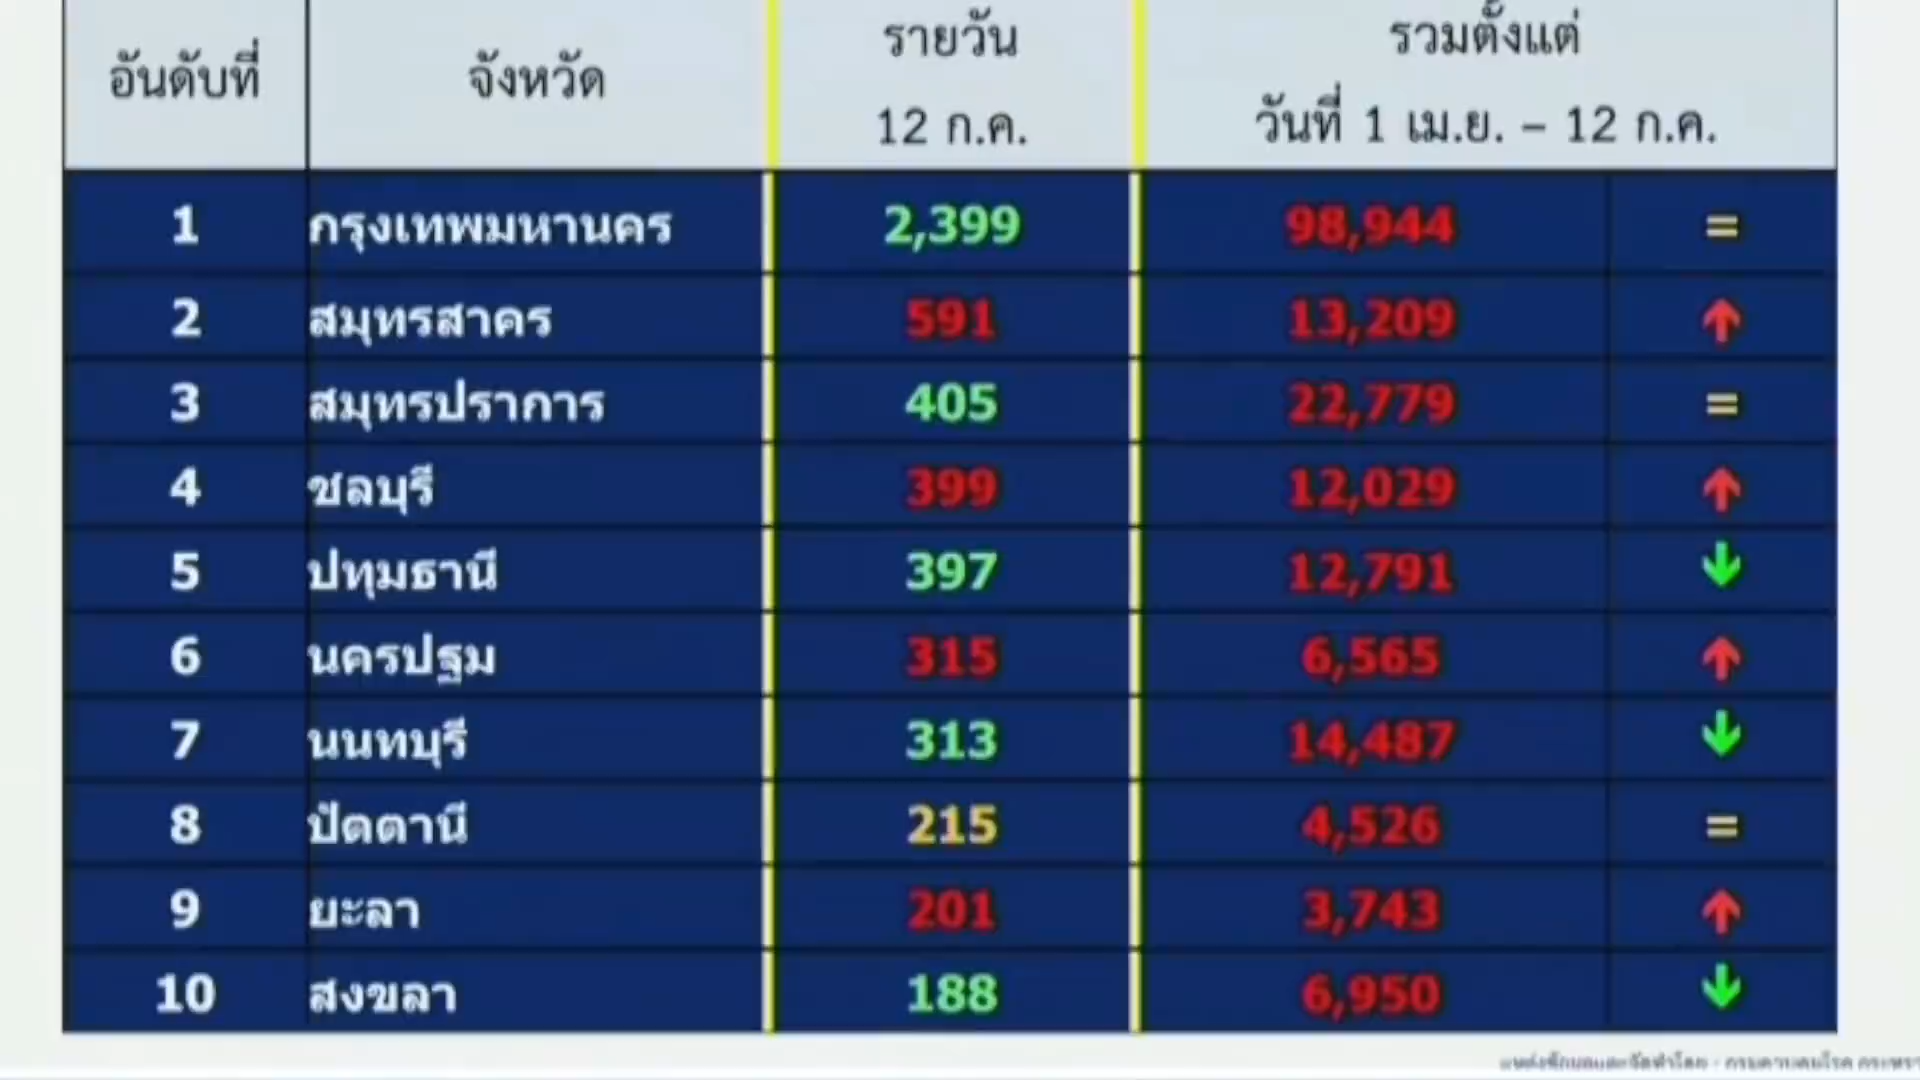 อันดับที่ จังหวัด รายวัน 12 ก.ค. รวมตั้งแต่ วันที่ 1 เม.ย. – 12 ก.ค.
1 กรุงเทพมหานคร 2,399 98,944 =
2 สมุทรสาคร 591 13,209 ↑
3 สมุทรปราการ 405 22,779 =
4 ชลบุรี 399 12,029 ↑
5 ปทุมธานี 397 12,791 ↓
6 นครปฐม 315 6,565 ↑
7 นนทบุรี 313 14,487 ↓
8 ปัตตานี 215 4,526 =
9 ยะลา 201 3,743 ↑
10 สงขลา 188 6,950 ↓